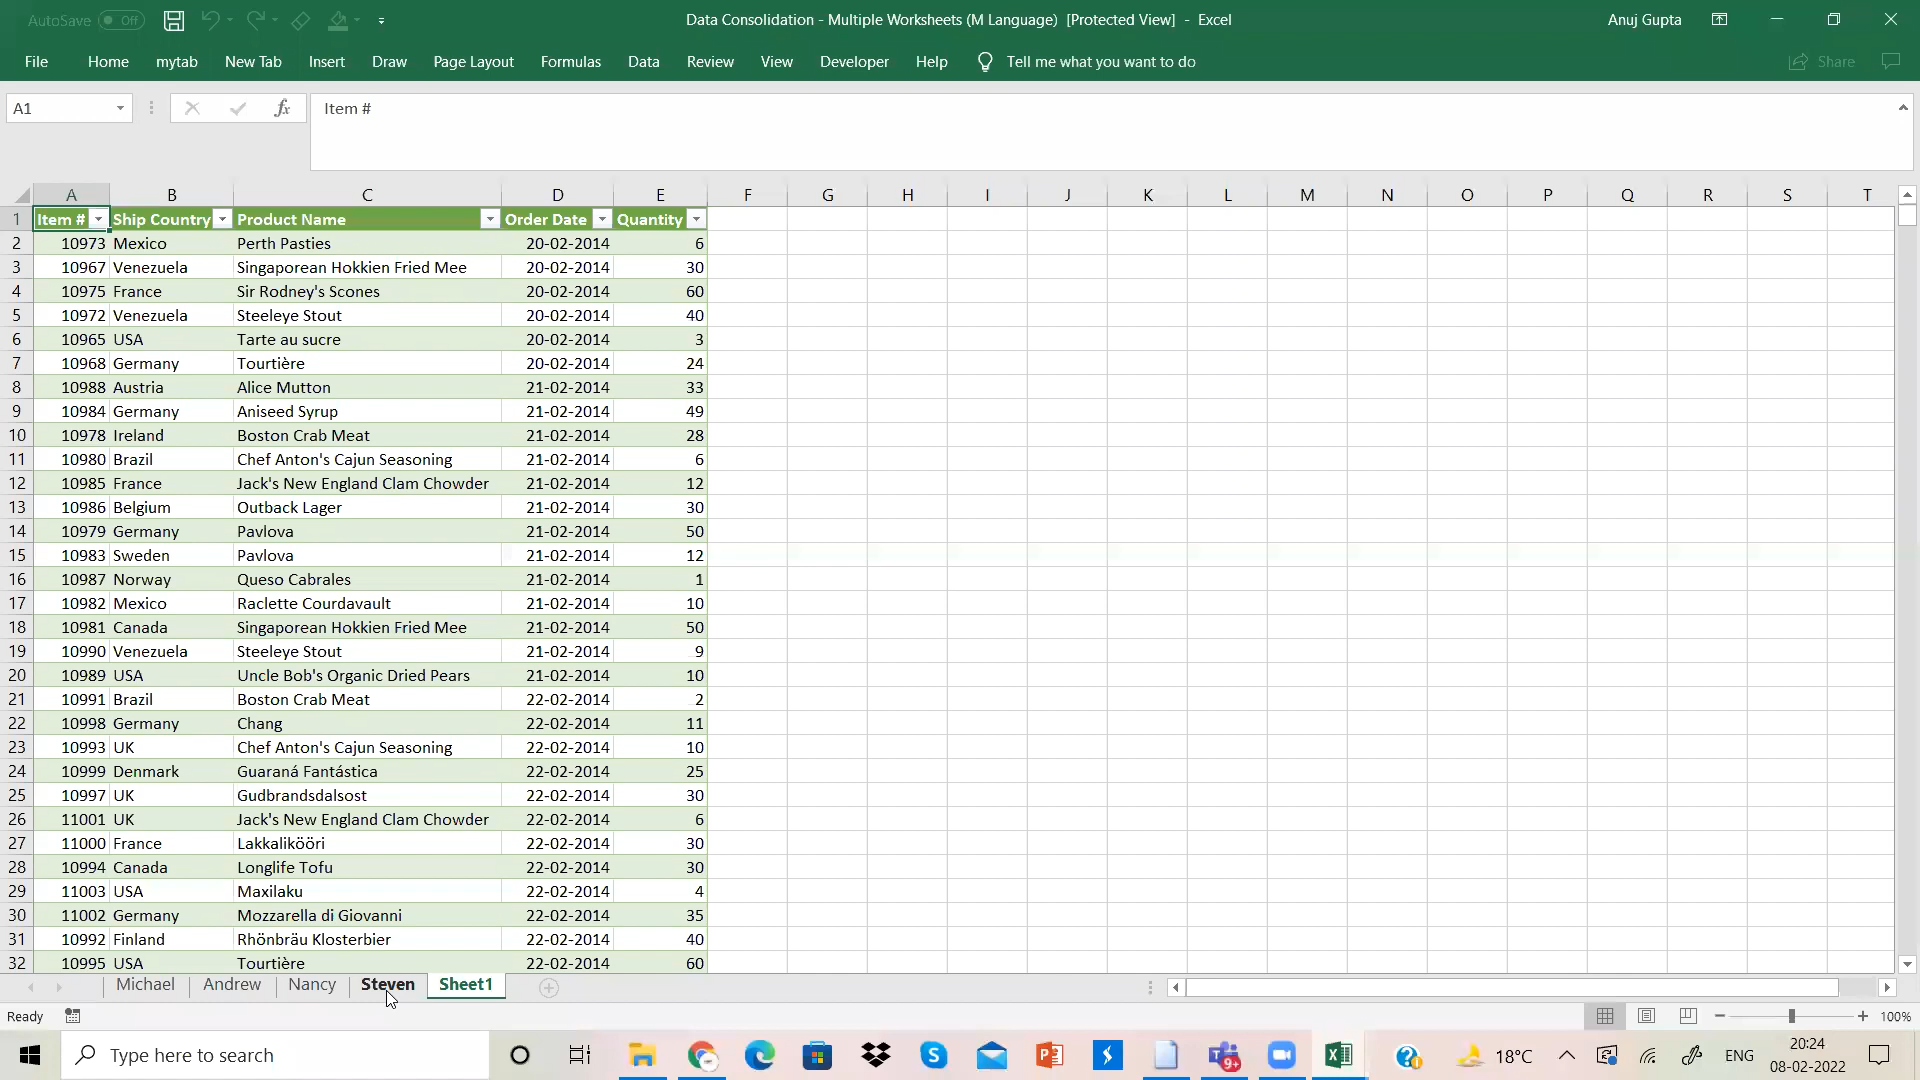 AutoSave Off Data Consolidation - Multiple Worksheets (M Language) [Protected View] - Excel Anuj Gupta
File Home mytab New Tab Insert Draw Page Layout Formulas Data Review View Developer Help Tell me what you want to do Share
A1 fx Item #
A B C D E F G H I J K L M N O P Q R S T
1 Item # Ship Country Product Name Order Date Quantity
2 10973 Mexico Perth Pasties 20-02-2014 6
3 10967 Venezuela Singaporean Hokkien Fried Mee 20-02-2014 30
4 10975 France Sir Rodney's Scones 20-02-2014 60
5 10972 Venezuela Steeleye Stout 20-02-2014 40
6 10965 USA Tarte au sucre 20-02-2014 3
7 10968 Germany Tourtière 20-02-2014 24
8 10988 Austria Alice Mutton 21-02-2014 33
9 10984 Germany Aniseed Syrup 21-02-2014 49
10 10978 Ireland Boston Crab Meat 21-02-2014 28
11 10980 Brazil Chef Anton's Cajun Seasoning 21-02-2014 6
12 10985 France Jack's New England Clam Chowder 21-02-2014 12
13 10986 Belgium Outback Lager 21-02-2014 30
14 10979 Germany Pavlova 21-02-2014 50
15 10983 Sweden Pavlova 21-02-2014 12
16 10987 Norway Queso Cabrales 21-02-2014 1
17 10982 Mexico Raclette Courdavault 21-02-2014 10
18 10981 Canada Singaporean Hokkien Fried Mee 21-02-2014 50
19 10990 Venezuela Steeleye Stout 21-02-2014 9
20 10989 USA Uncle Bob's Organic Dried Pears 21-02-2014 10
21 10991 Brazil Boston Crab Meat 22-02-2014 2
22 10998 Germany Chang 22-02-2014 11
23 10993 UK Chef Anton's Cajun Seasoning 22-02-2014 10
24 10999 Denmark Guaraná Fantástica 22-02-2014 25
25 10997 UK Gudbrandsdalsost 22-02-2014 30
26 11001 UK Jack's New England Clam Chowder 22-02-2014 6
27 11000 France Lakkalikööri 22-02-2014 30
28 10994 Canada Longlife Tofu 22-02-2014 30
29 11003 USA Maxilaku 22-02-2014 4
30 11002 Germany Mozzarella di Giovanni 22-02-2014 35
31 10992 Finland Rhönbräu Klosterbier 22-02-2014 40
32 10995 USA Tourtière 22-02-2014 60
Michael Andrew Nancy Steven Sheet1
Ready 100%
Type here to search 9+ 18°C ENG 20:24
08-02-2022